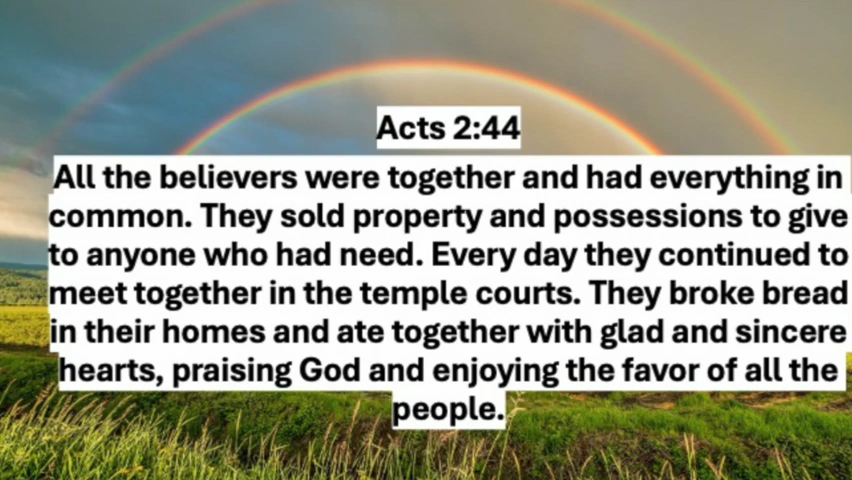 Acts 2:44
All the believers were together and had everything in
common. They sold property and possessions to give
to anyone who had need. Every day they continued to
meet together in the temple courts. They broke bread
in their homes and ate together with glad and sincere
hearts, praising God and enjoying the favor of all the
people.